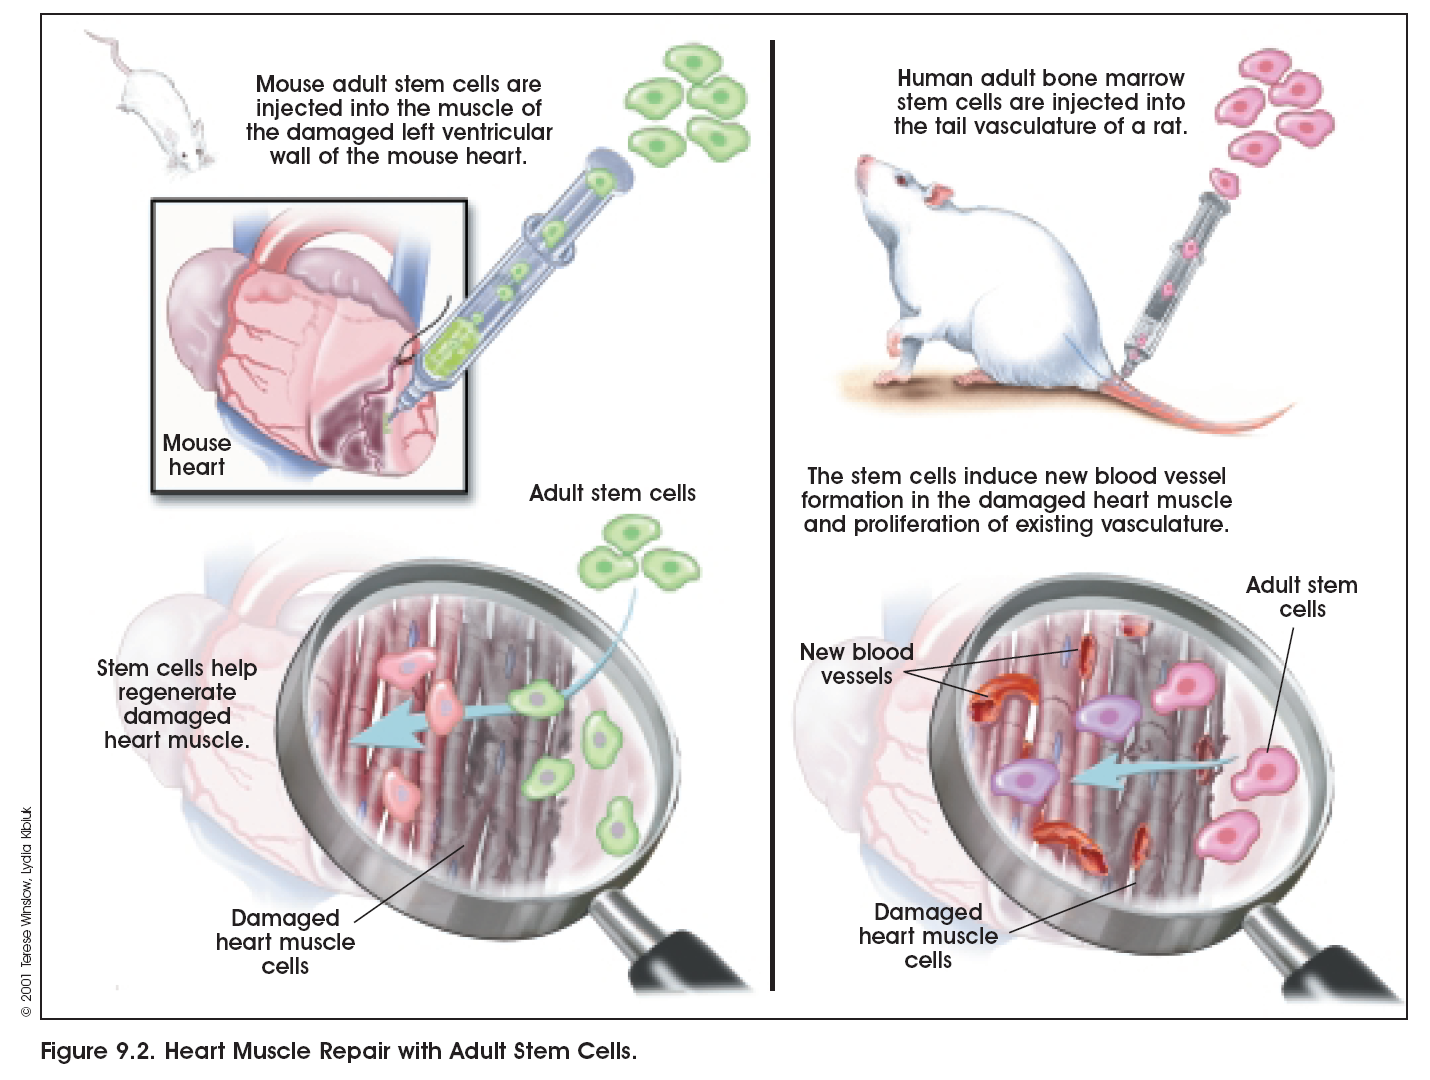 Mouse adult stem cells are
injected into the muscle of
the damaged left ventricular
wall of the mouse heart.
Mouse
heart
Adult stem cells
Stem cells help
regenerate
damaged
heart muscle.
Damaged
heart muscle
cells
Human adult bone marrow
stem cells are injected into
the tail vasculature of a rat.
The stem cells induce new blood vessel
formation in the damaged heart muscle
and proliferation of existing vasculature.
Adult stem
cells
New blood
vessels
Damaged
heart muscle
cells
© 2001 Terese Winslow, Lydia Kibiuk
Figure 9.2. Heart Muscle Repair with Adult Stem Cells.